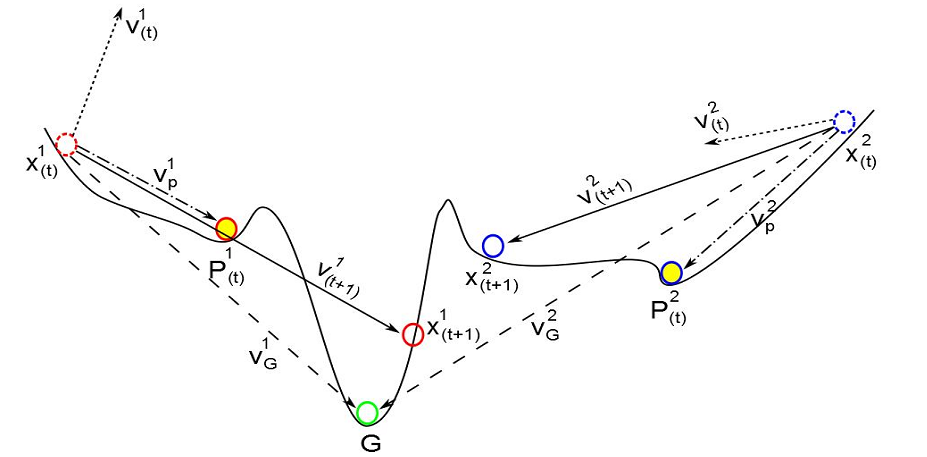 v¹₍t₎
x¹₍t₎
v¹ₚ
P¹₍t₎
v¹₍t+1₎
x¹₍t+1₎
v¹G
G
v²₍t₎
x²₍t₎
v²₍t+1₎
v²ₚ
x²₍t+1₎
P²₍t₎
v²G